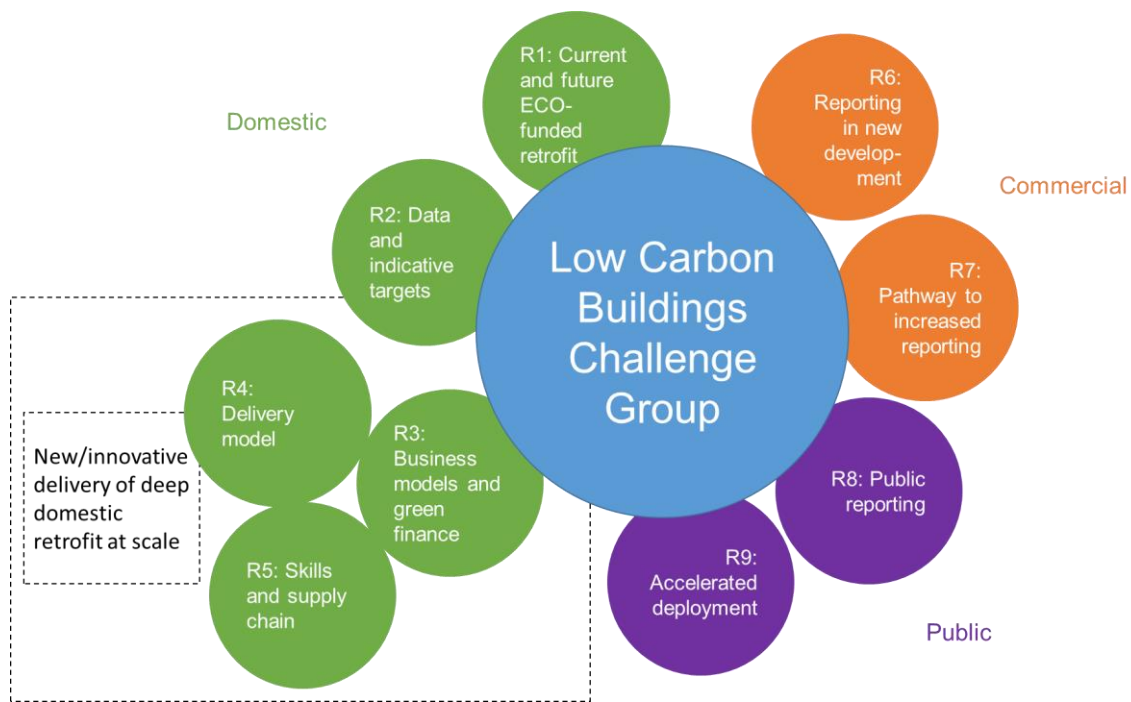 Domestic
R1: Current
and future
ECO-
funded
retrofit
R2: Data
and
indicative
targets
R4:
Delivery
model
R3:
Business
models and
green
finance
R5: Skills
and supply
chain
New/innovative
delivery of deep
domestic
retrofit at scale
Low Carbon
Buildings
Challenge
Group
R6:
Reporting
in new
develop-
ment
Commercial
R7:
Pathway to
increased
reporting
R8: Public
reporting
R9:
Accelerated
deployment
Public